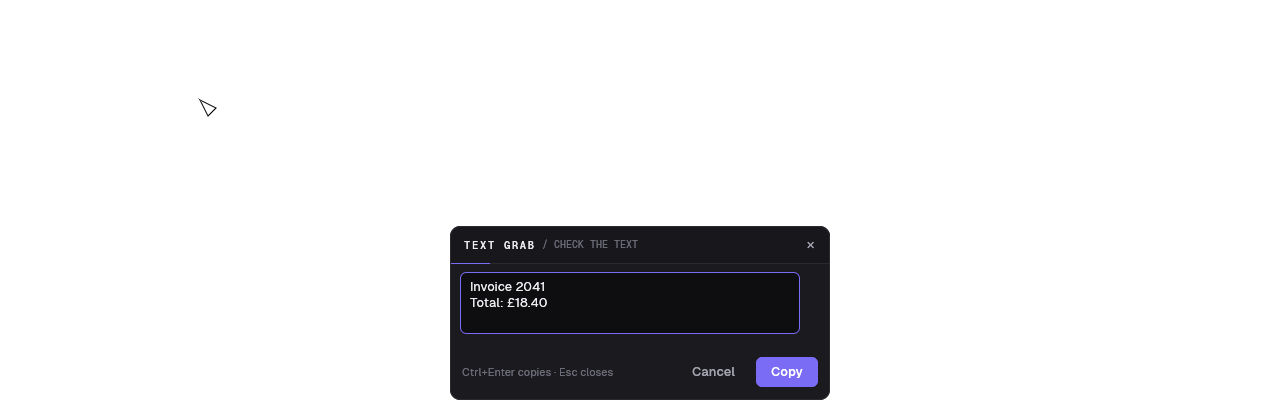 TEXT GRAB / CHECK THE TEXT ×
Invoice 2041
Total: £18.40
Ctrl+Enter copies · Esc closes Cancel Copy